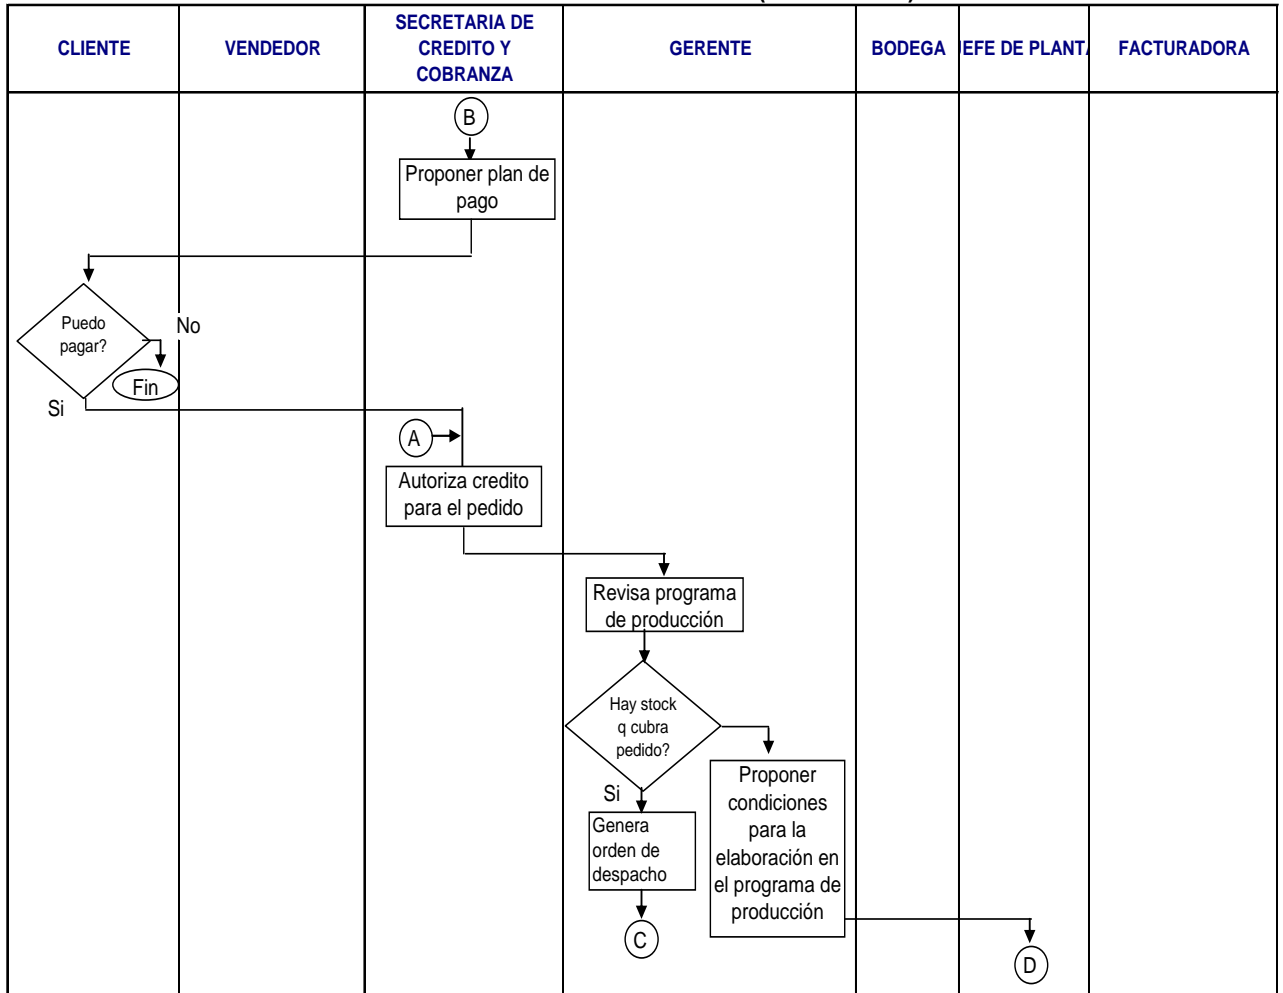 CLIENTE
VENDEDOR
SECRETARIA DE
CREDITO Y
COBRANZA
GERENTE
BODEGA
JEFE DE PLANTA
FACTURADORA
B
Proponer plan de
pago
Puedo
pagar?
No
Fin
Si
A
Autoriza credito
para el pedido
Revisa programa
de producción
Hay stock
q cubra
pedido?
Si
Genera
orden de
despacho
Proponer
condiciones
para la
elaboración en
el programa de
producción
C
D